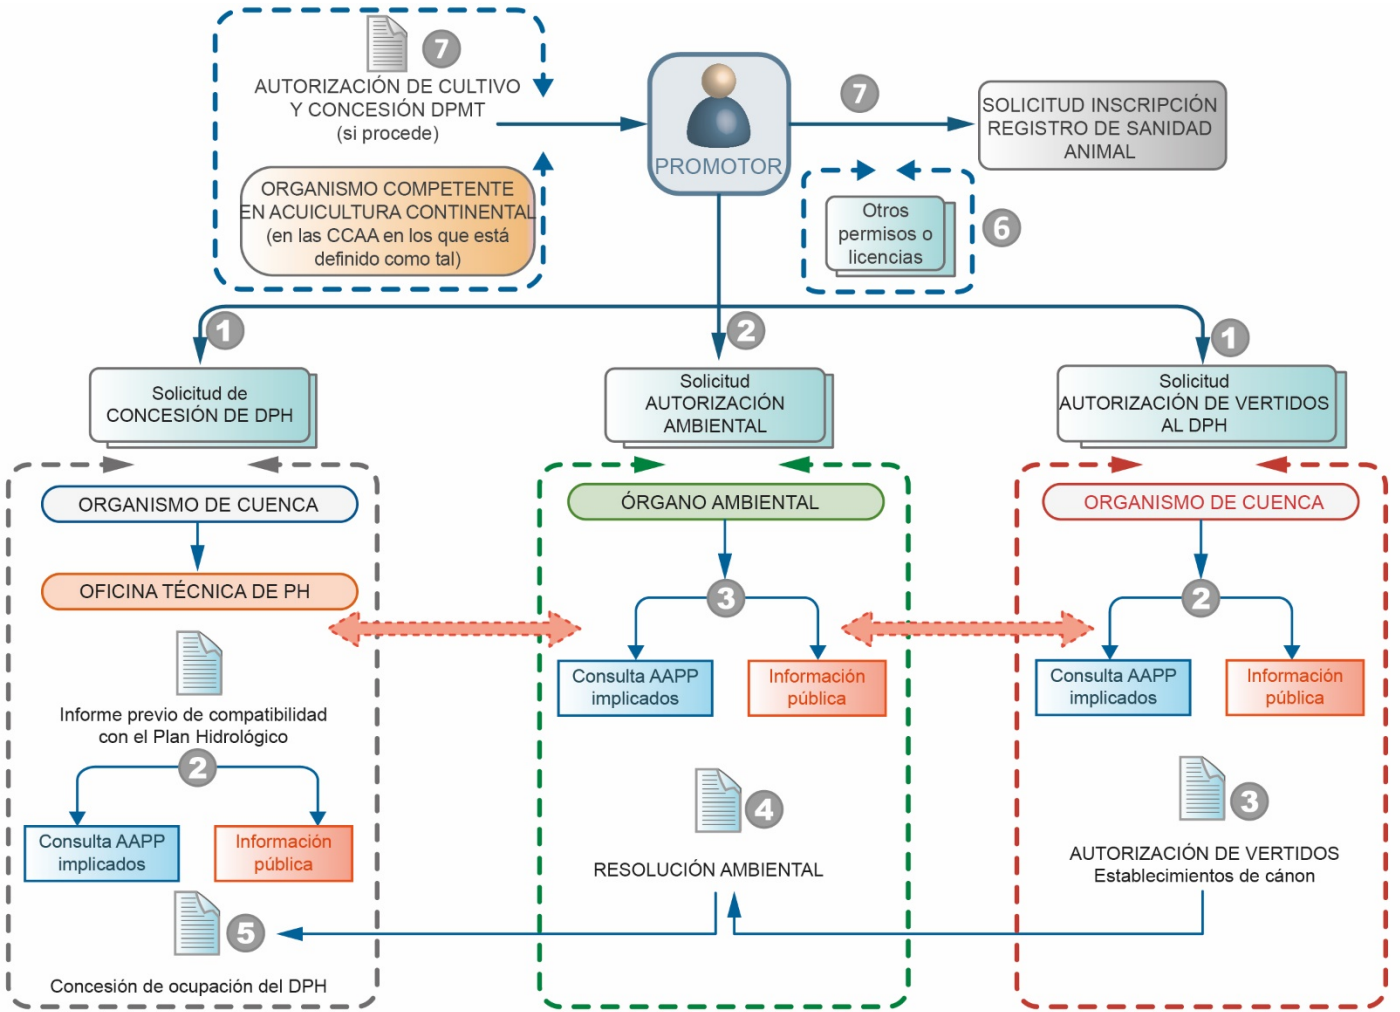 7
AUTORIZACIÓN DE CULTIVO
Y CONCESIÓN DPMT
(si procede)
ORGANISMO COMPETENTE
EN ACUICULTURA CONTINENTAL
(en las CCAA en los que está
definido como tal)
PROMOTOR
7
SOLICITUD INSCRIPCIÓN
REGISTRO DE SANIDAD
ANIMAL
Otros
permisos o
licencias
6
1
2
1
Solicitud de
CONCESIÓN DE DPH
Solicitud
AUTORIZACIÓN
AMBIENTAL
Solicitud
AUTORIZACIÓN DE VERTIDOS
AL DPH
ORGANISMO DE CUENCA
OFICINA TÉCNICA DE PH
Informe previo de compatibilidad
con el Plan Hidrológico
2
Consulta AAPP
implicados
Información
pública
5
Concesión de ocupación del DPH
ÓRGANO AMBIENTAL
3
Consulta AAPP
implicados
Información
pública
4
RESOLUCIÓN AMBIENTAL
ORGANISMO DE CUENCA
2
Consulta AAPP
implicados
Información
pública
3
AUTORIZACIÓN DE VERTIDOS
Establecimientos de cánon